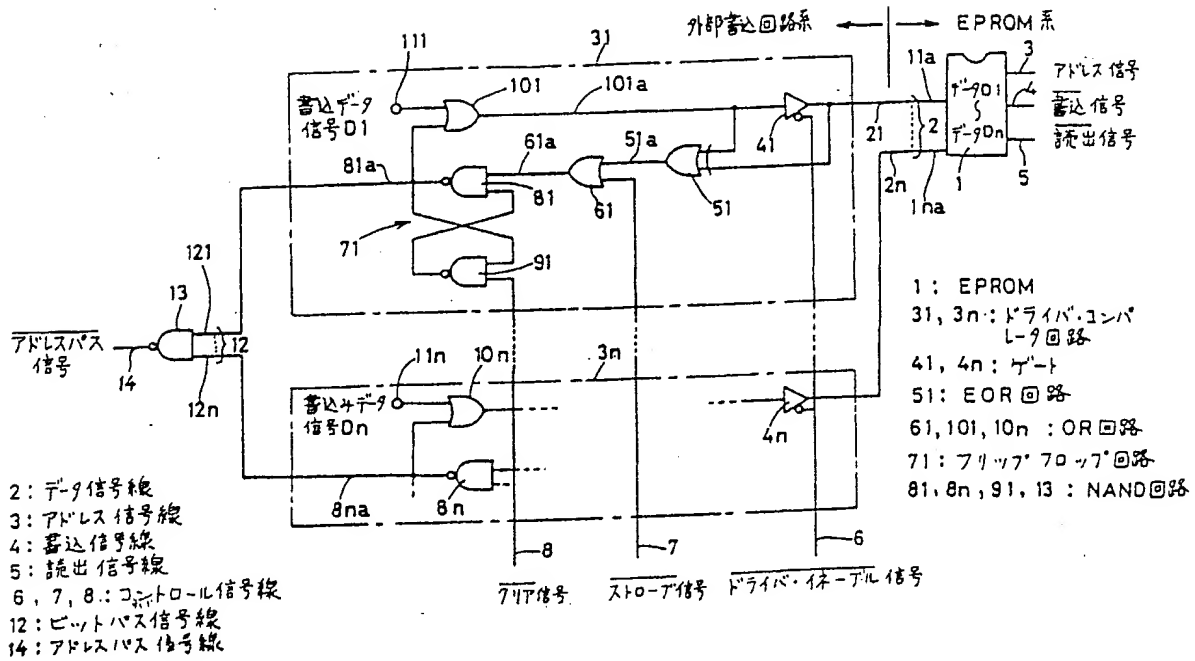 外部書込回路系
EPROM系
31
3
111
11a
アドレス信号
101
101a
データD1
4
書込データ
書込信号
信号D1
2
41
21
データDn
読出信号
81a
61a
51a
1
5
2n
1na
81
61
51
71
121
91
13
1: EPROM
31, 3n: ドライバ・コンパレータ回路
アドレスパス
信号
12
14
12n
11n
10n
3n
41, 4n: ゲート
書込みデータ
信号Dn
51: EOR回路
4n
61, 101, 10n: OR回路
71: フリップフロップ回路
81, 8n, 91, 13: NAND回路
2: データ信号線
8na
8n
3: アドレス信号線
4: 書込信号線
8
7
6
5: 読出信号線
クリア信号
ストローブ信号
ドライバ・イネーブル信号
6, 7, 8: コントロール信号線
12: ビットパス信号線
14: アドレスパス信号線